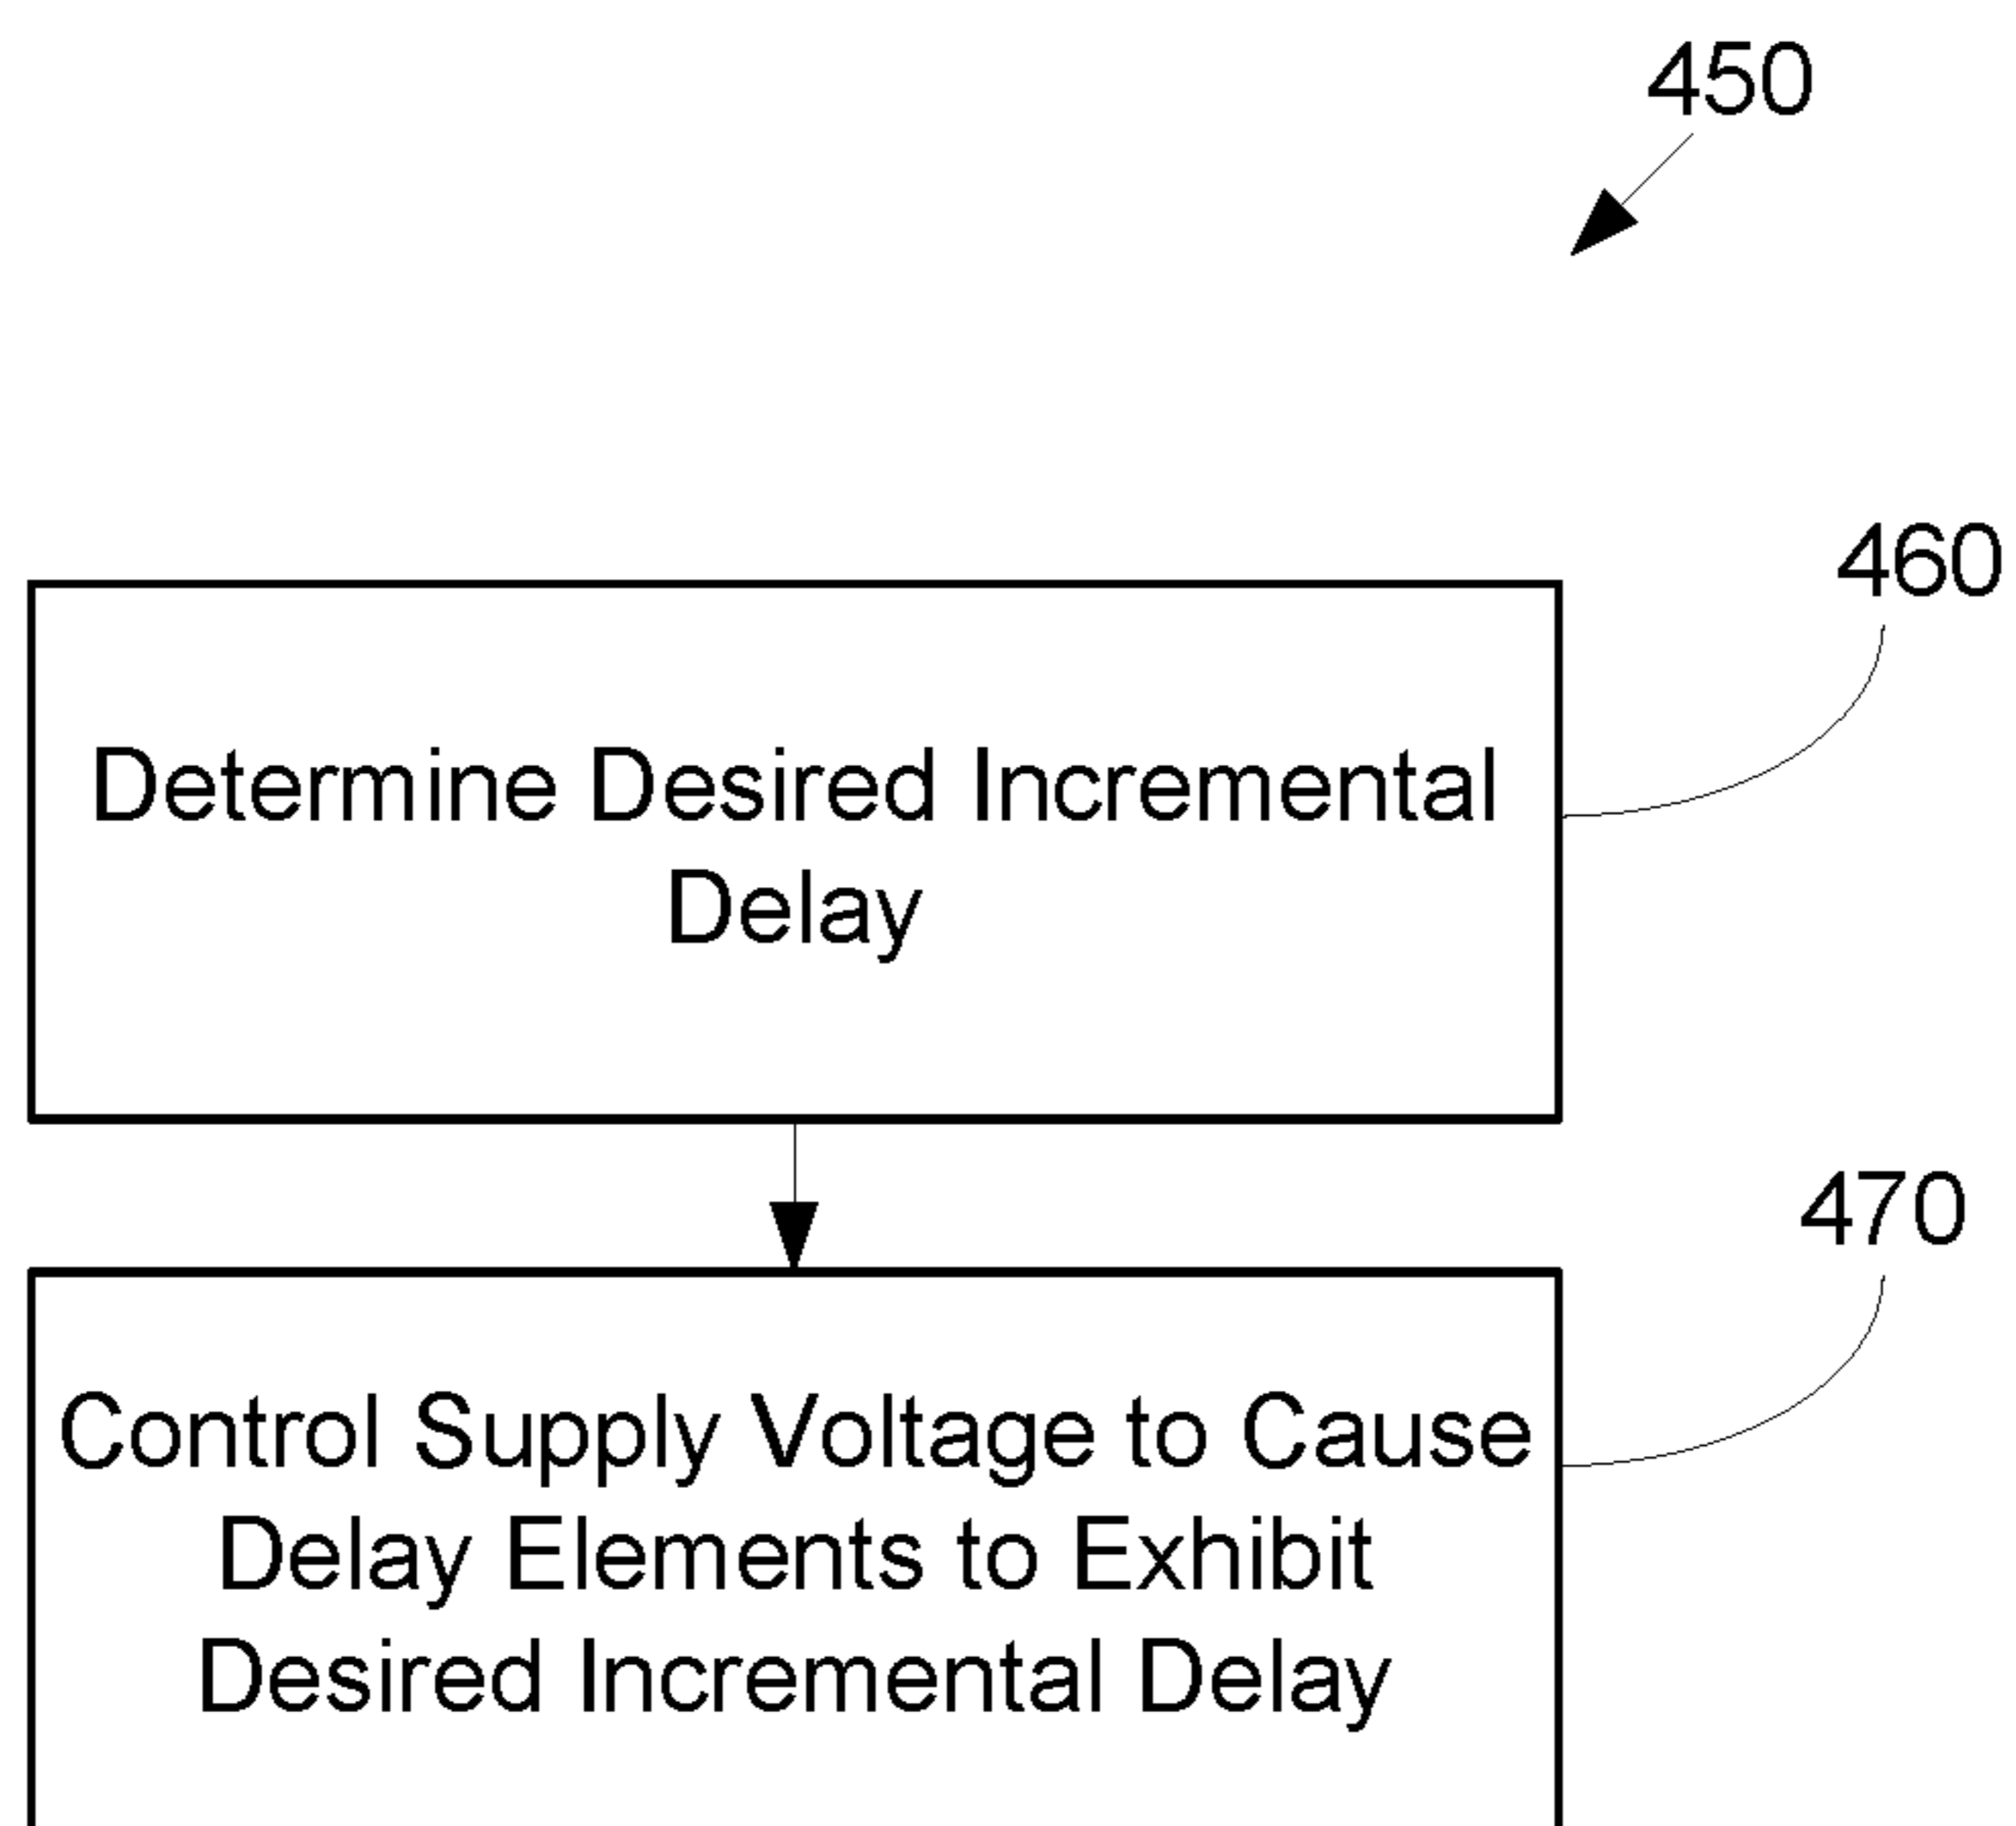 450
460
Determine Desired Incremental
Delay
470
Control Supply Voltage to Cause
Delay Elements to Exhibit
Desired Incremental Delay